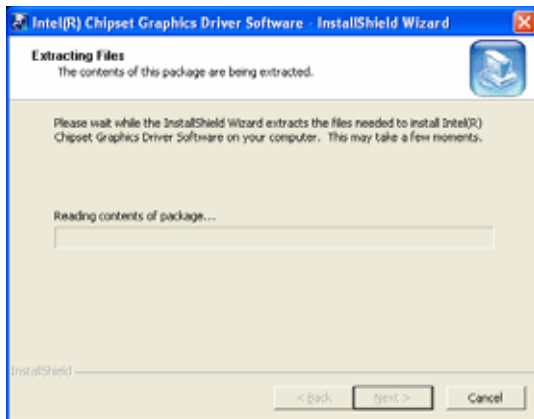 Intel(R) Chipset Graphics Driver Software - InstallShield Wizard
Extracting Files
The contents of this package are being extracted.
Please wait while the InstallShield Wizard extracts the files needed to install Intel(R)
Chipset Graphics Driver Software on your computer. This may take a few moments.
Reading contents of package...
InstallShield
< Back Next > Cancel